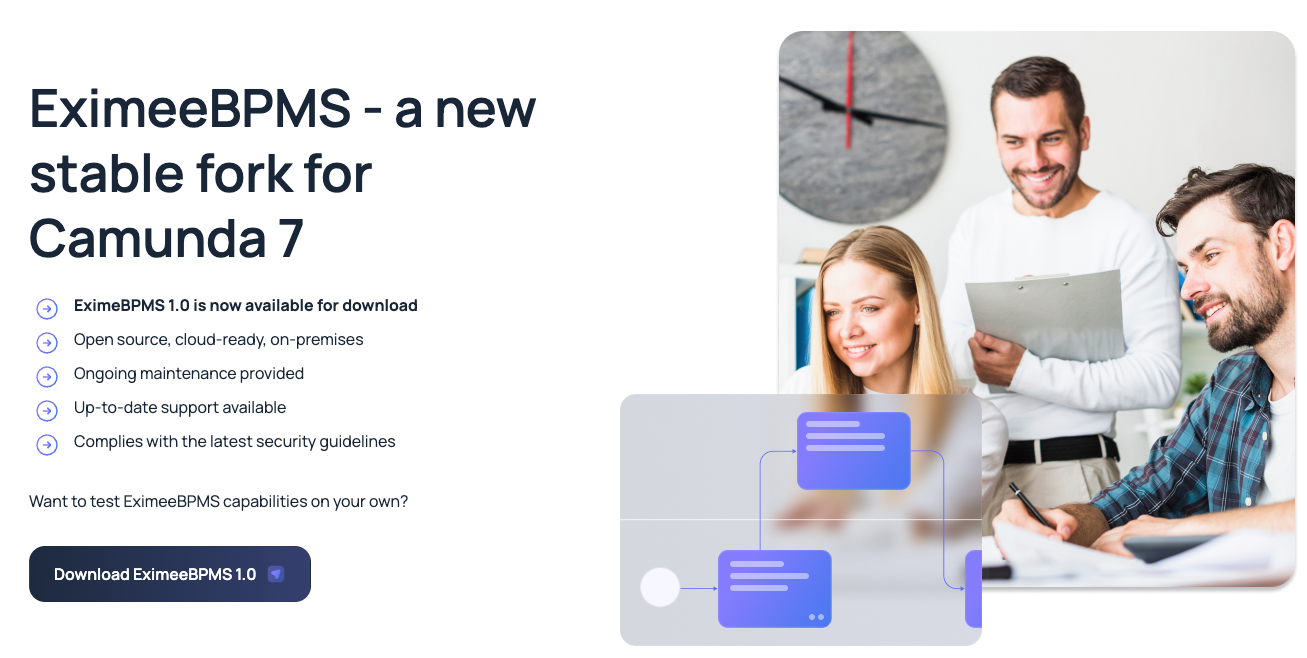 EximeeBPMS - a new
stable fork for
Camunda 7
EximeBPMS 1.0 is now available for download
Open source, cloud-ready, on-premises
Ongoing maintenance provided
Up-to-date support available
Complies with the latest security guidelines
Want to test EximeeBPMS capabilities on your own?
Download EximeeBPMS 1.0